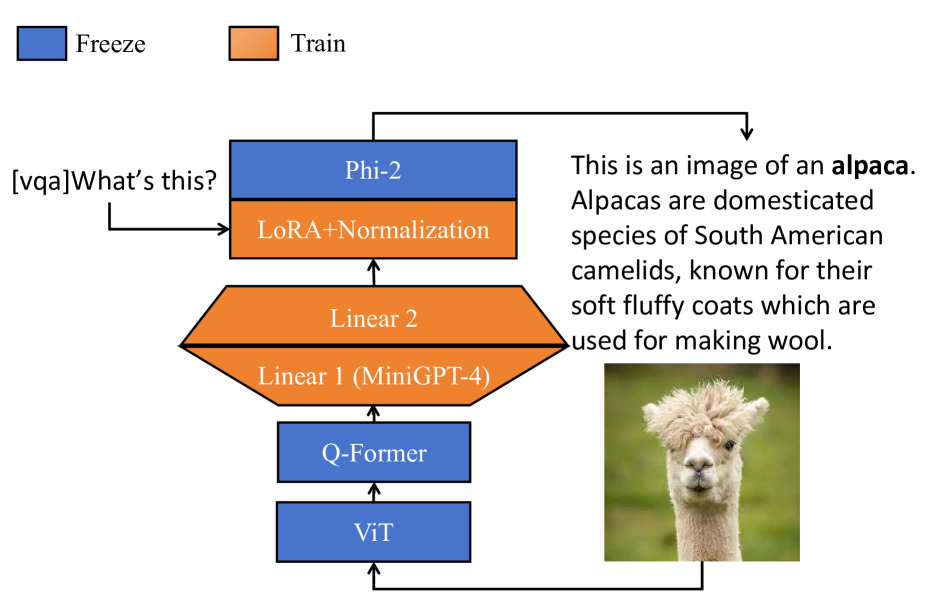 Freeze
Train
[vqa]What's this?
Phi-2
LoRA+Normalization
Linear 2
Linear 1 (MiniGPT-4)
Q-Former
ViT
This is an image of an alpaca.
Alpacas are domesticated
species of South American
camelids, known for their
soft fluffy coats which are
used for making wool.